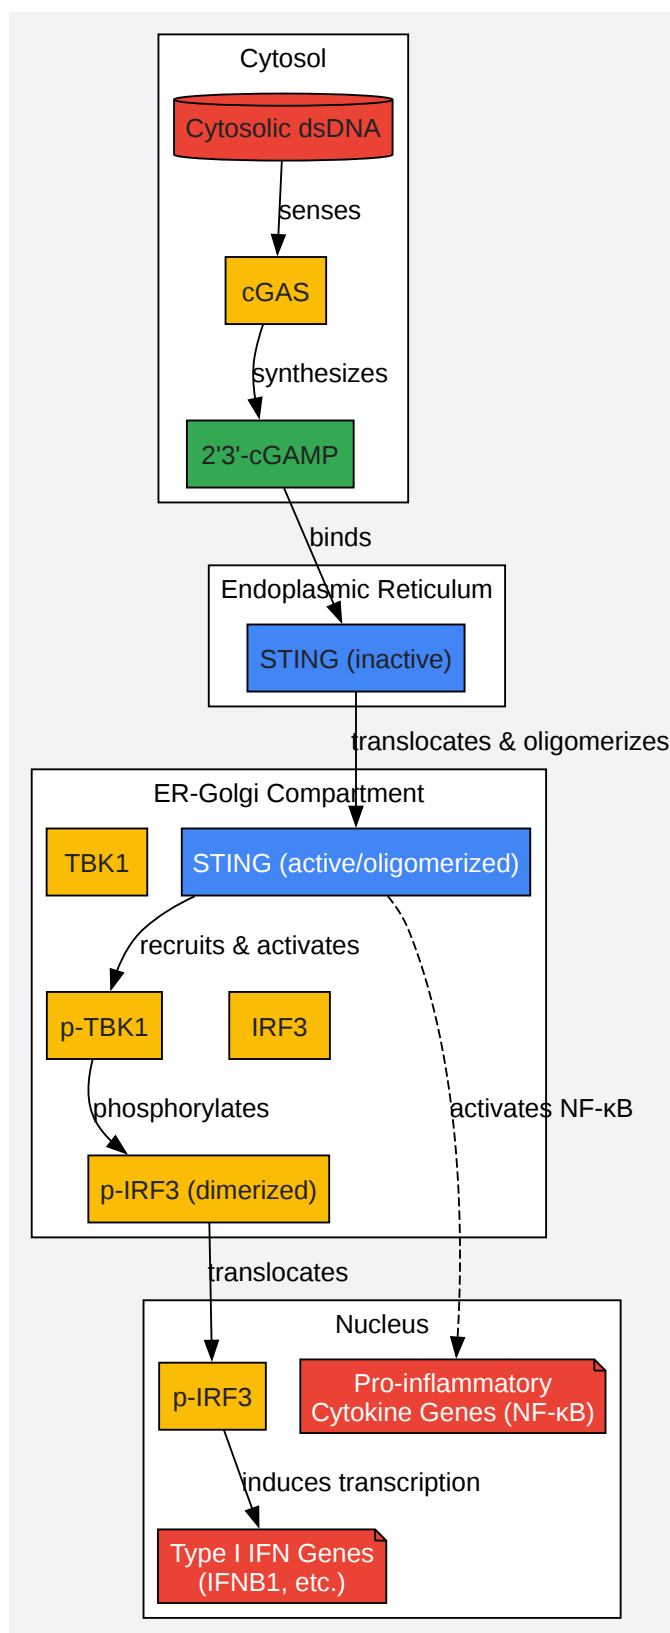 Cytosol
Cytosolic dsDNA
senses
cGAS
synthesizes
2'3'-cGAMP
binds
Endoplasmic Reticulum
STING (inactive)
translocates & oligomerizes
ER-Golgi Compartment
TBK1
STING (active/oligomerized)
recruits & activates
p-TBK1
IRF3
phosphorylates
activates NF-κB
p-IRF3 (dimerized)
translocates
Nucleus
p-IRF3
Pro-inflammatory
Cytokine Genes (NF-κB)
induces transcription
Type I IFN Genes
(IFNB1, etc.)